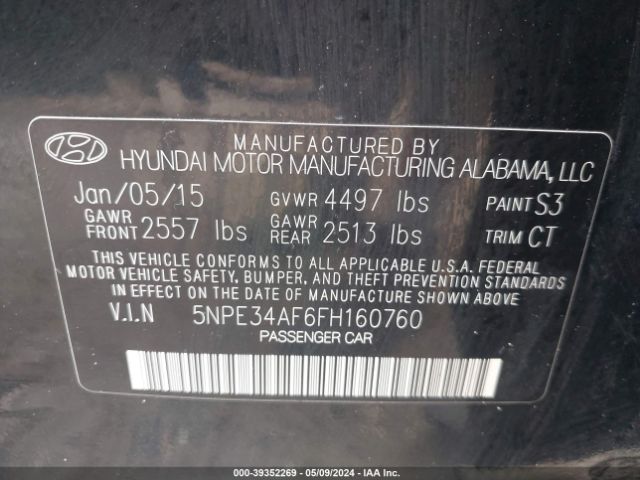 MANUFACTURED BY
HYUNDAI MOTOR MANUFACTURING ALABAMA, LLC
Jan/05/15 GVWR 4497 lbs PAINT S3
GAWR FRONT 2557 lbs GAWR REAR 2513 lbs TRIM CT
THIS VEHICLE CONFORMS TO ALL APPLICABLE U.S.A. FEDERAL
MOTOR VEHICLE SAFETY, BUMPER, AND THEFT PREVENTION STANDARDS
IN EFFECT ON THE DATE OF MANUFACTURE SHOWN ABOVE.
V.I.N 5NPE34AF6FH160760
PASSENGER CAR
000-39352269 - 05/09/2024 - IAAI.COM